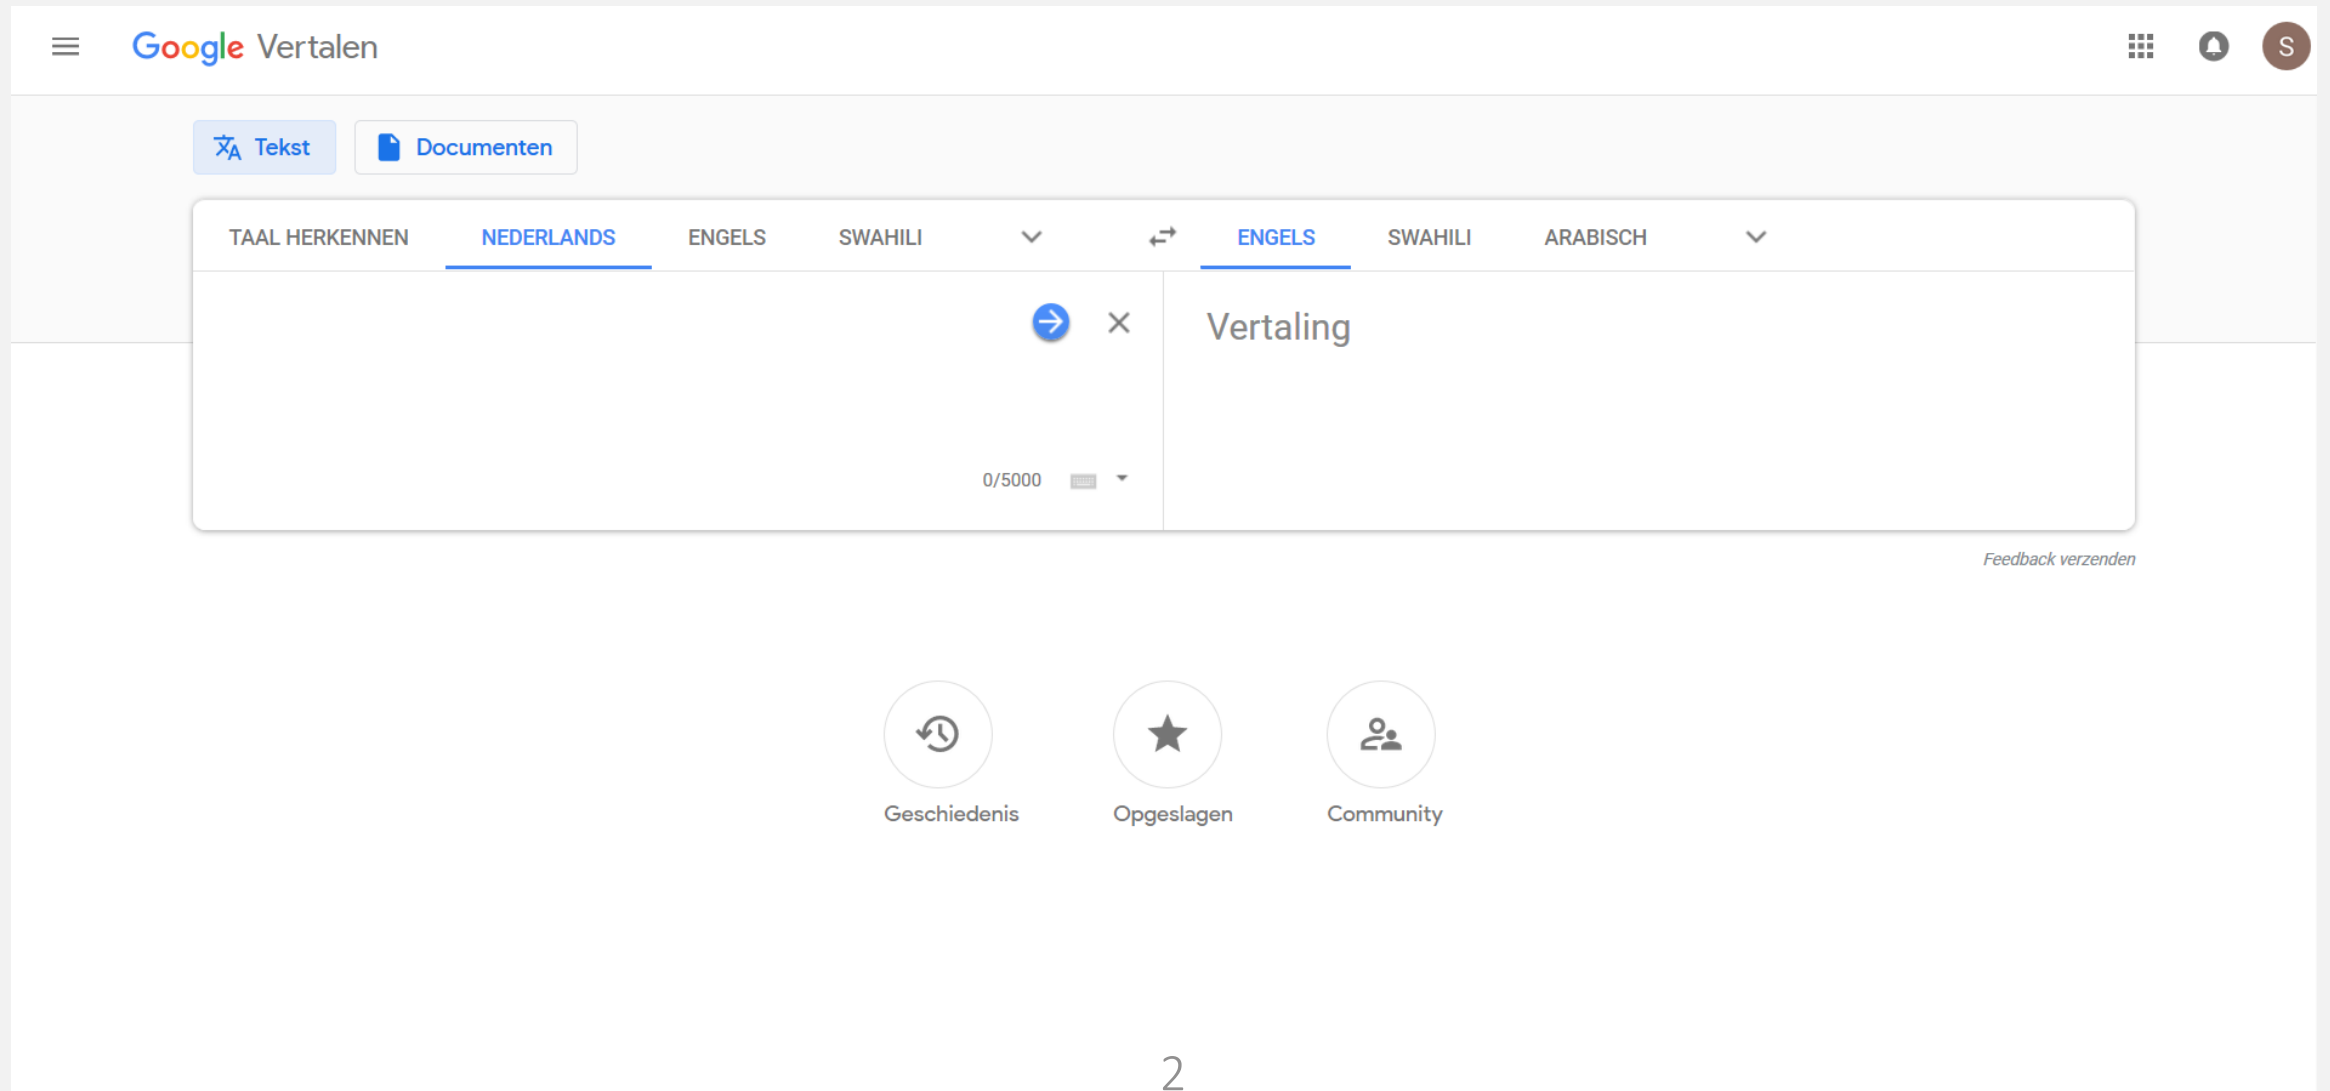 Google Vertalen
S
Tekst Documenten
TAAL HERKENNEN NEDERLANDS ENGELS SWAHILI ENGELS SWAHILI ARABISCH
Vertaling
0/5000
Feedback verzenden
Geschiedenis Opgeslagen Community
2